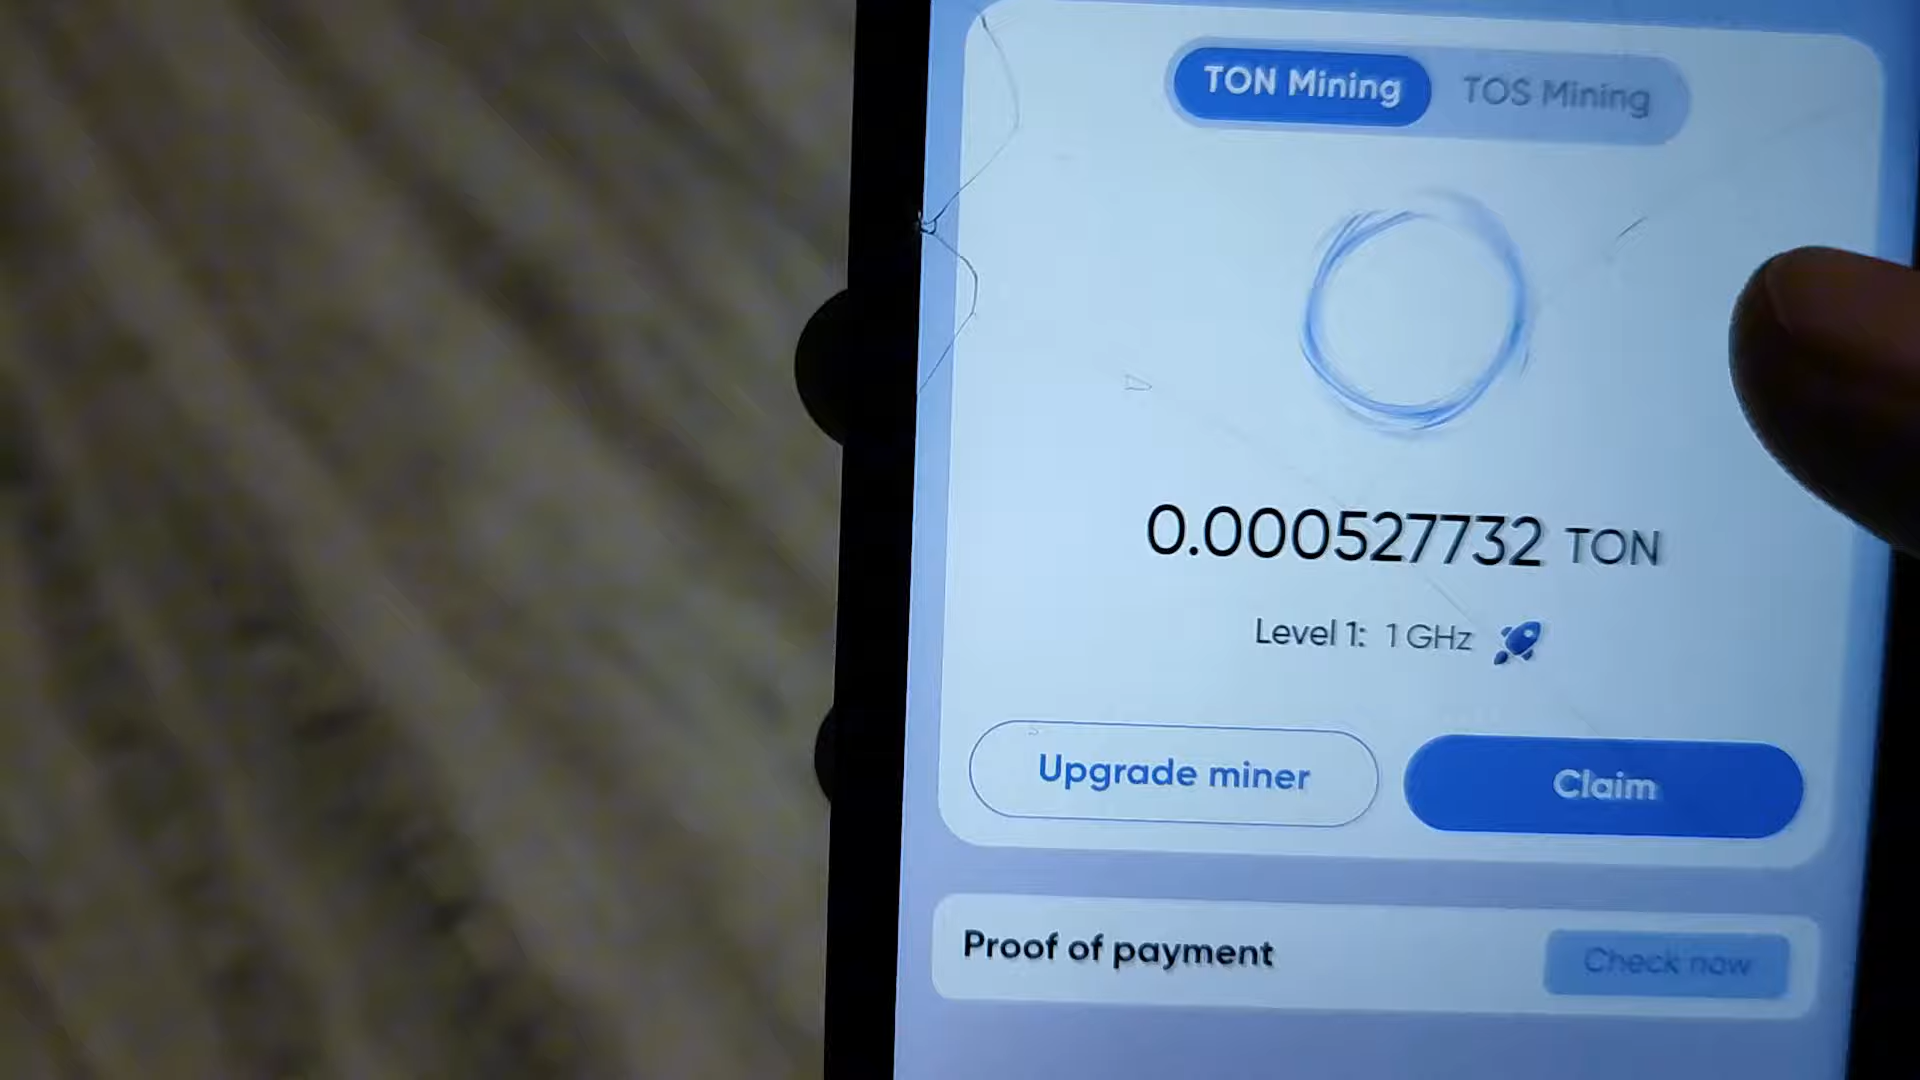 TON Mining TOS Mining
0.000527732 TON
Level 1: 1 GHz
Upgrade miner Claim
Proof of payment Check now